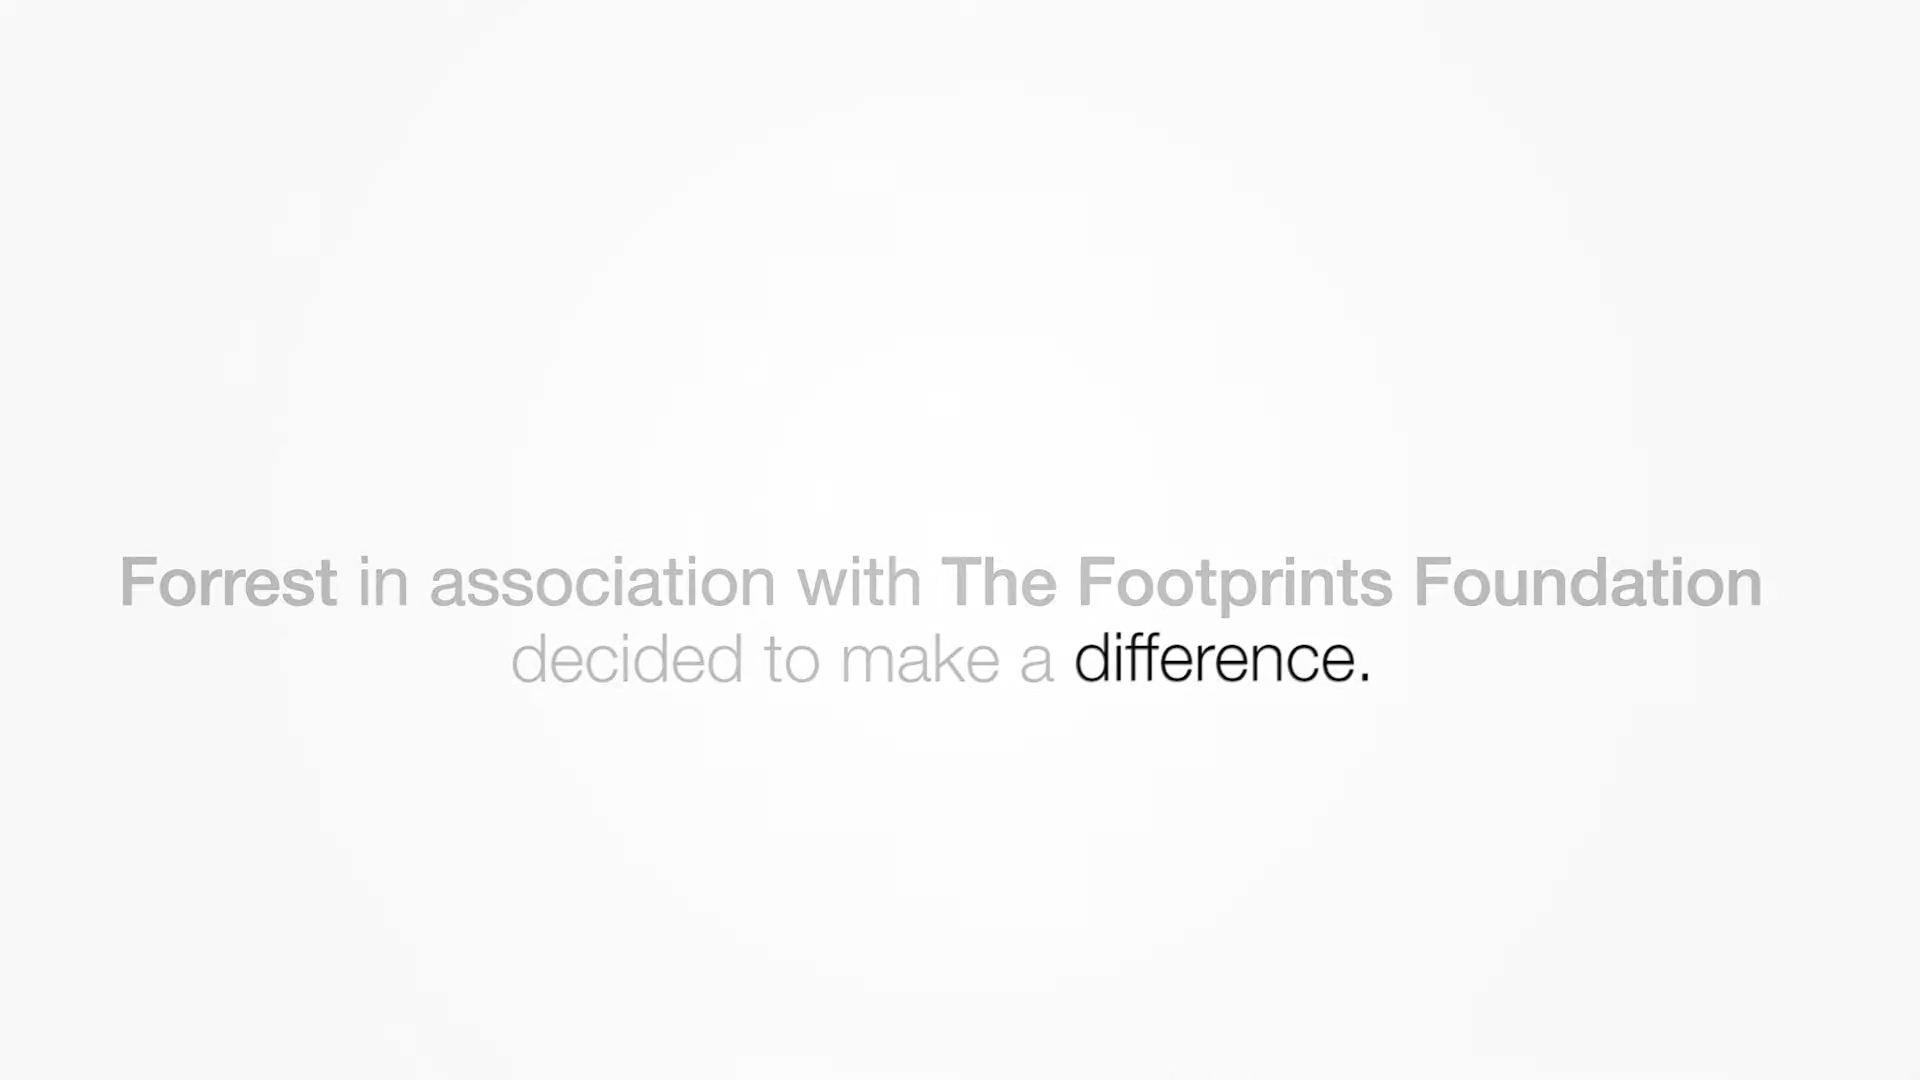 Forrest in association with The Footprints Foundation
decided to make a difference.